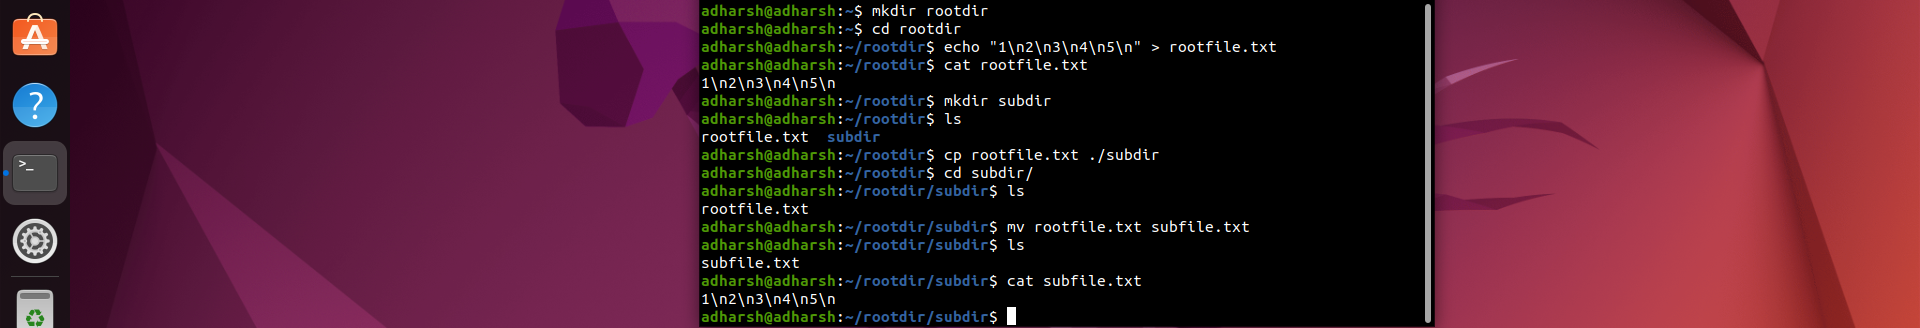 adharsh@adharsh:~$ mkdir rootdir
adharsh@adharsh:~$ cd rootdir
adharsh@adharsh:~/rootdir$ echo "1\n2\n3\n4\n5\n" > rootfile.txt
adharsh@adharsh:~/rootdir$ cat rootfile.txt
1\n2\n3\n4\n5\n
adharsh@adharsh:~/rootdir$ mkdir subdir
adharsh@adharsh:~/rootdir$ ls
rootfile.txt  subdir
adharsh@adharsh:~/rootdir$ cp rootfile.txt ./subdir
adharsh@adharsh:~/rootdir$ cd subdir/
adharsh@adharsh:~/rootdir/subdir$ ls
rootfile.txt
adharsh@adharsh:~/rootdir/subdir$ mv rootfile.txt subfile.txt
adharsh@adharsh:~/rootdir/subdir$ ls
subfile.txt
adharsh@adharsh:~/rootdir/subdir$ cat subfile.txt
1\n2\n3\n4\n5\n
adharsh@adharsh:~/rootdir/subdir$